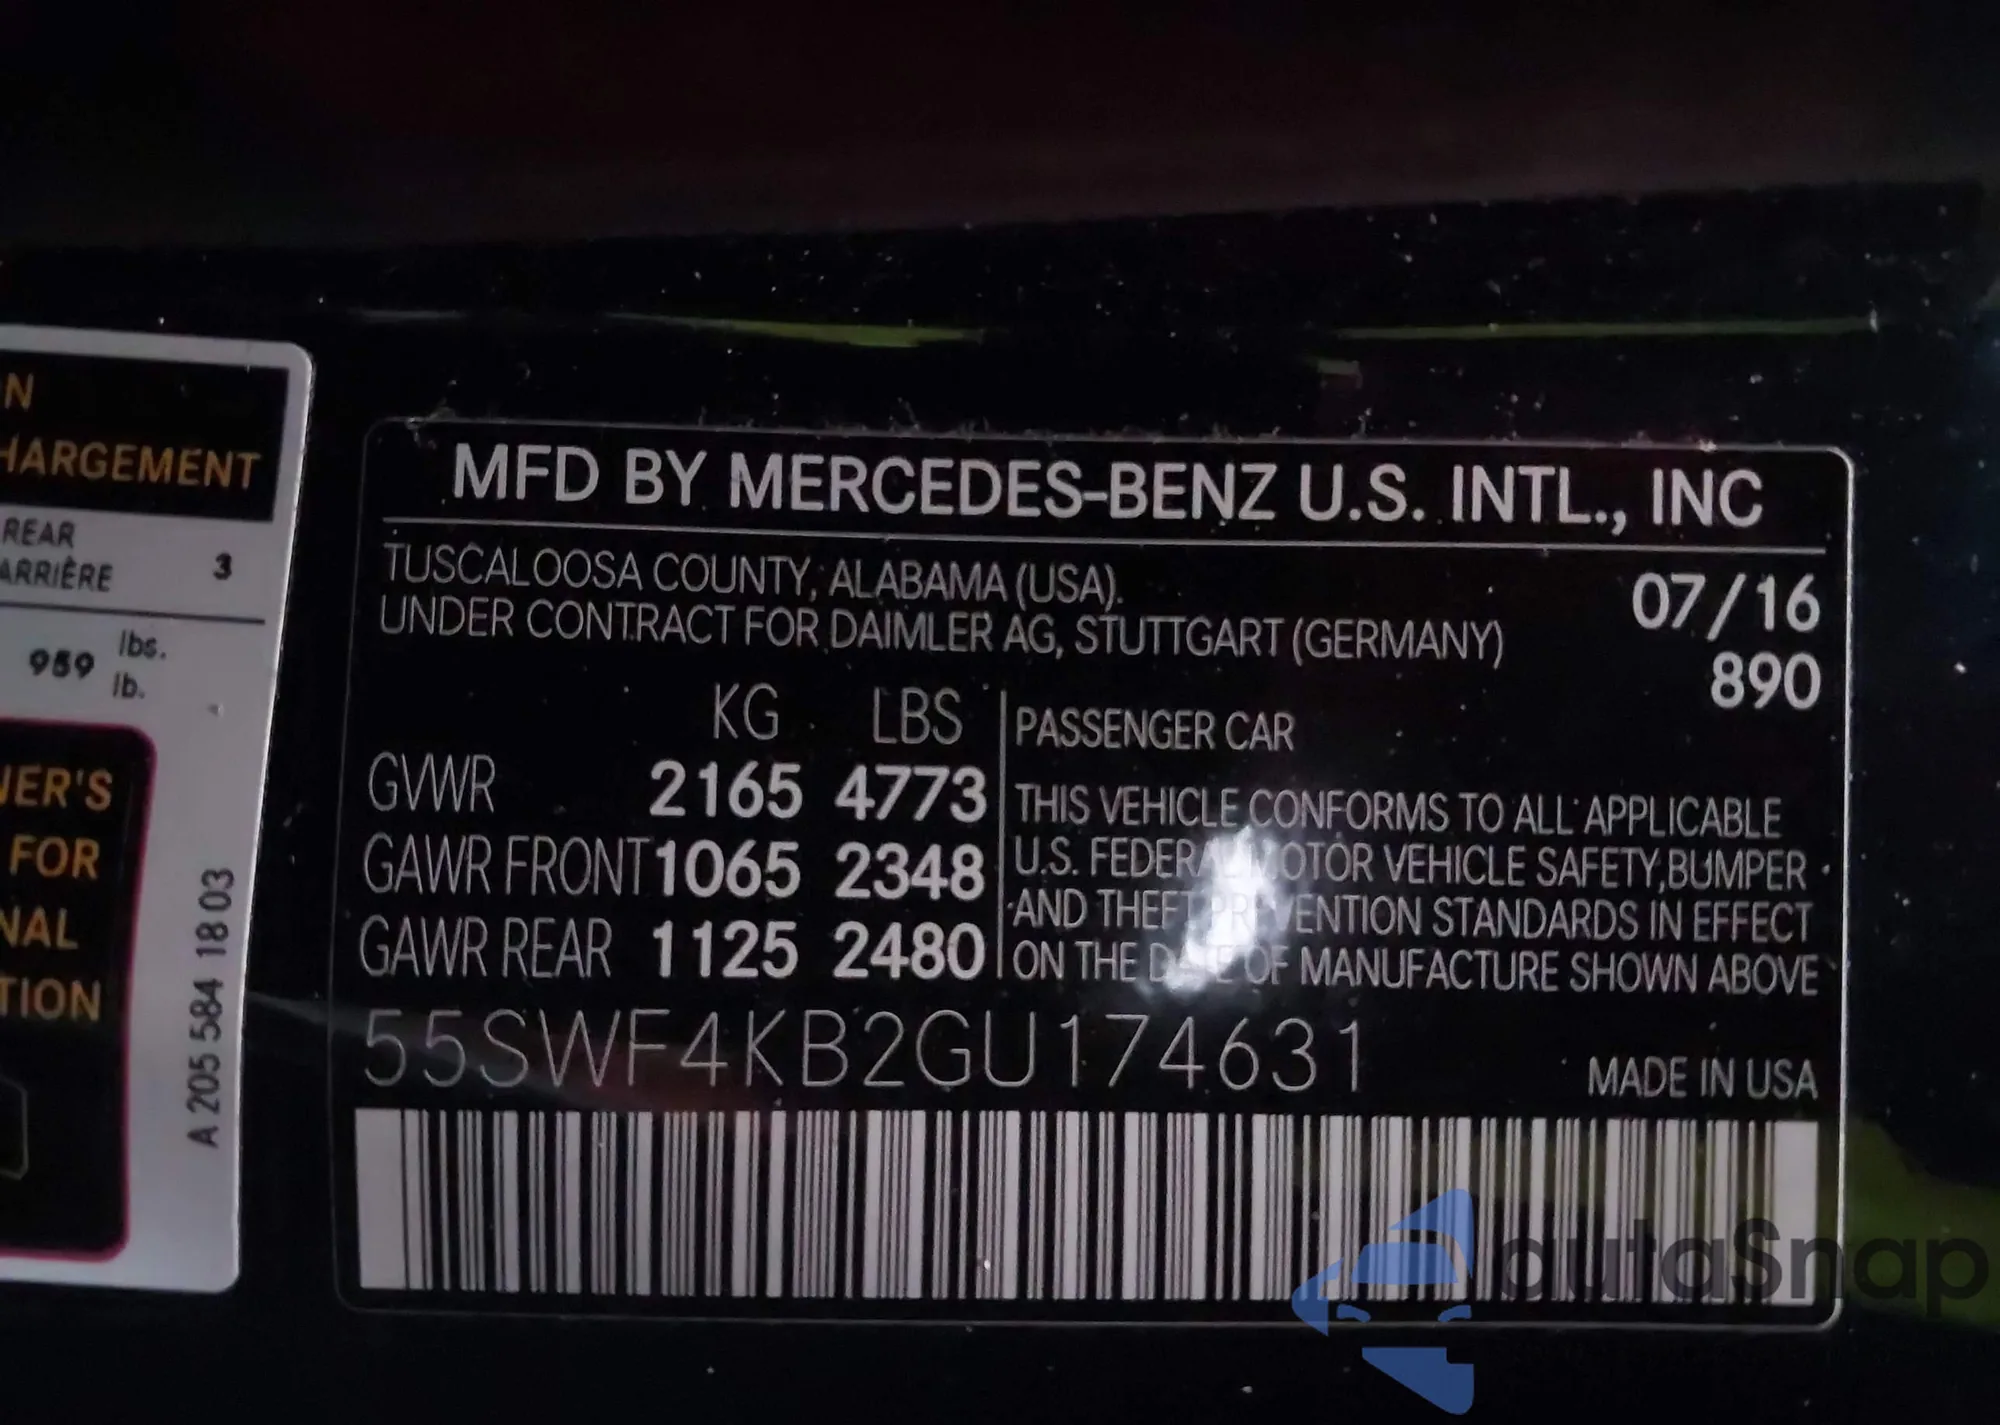 N
HARGEMENT
REAR
ARRIÈRE 3
959 lbs.
lb.
NER'S
FOR
NAL
TION
A 205 584 18 03
MFD BY MERCEDES-BENZ U.S. INTL., INC
TUSCALOOSA COUNTY, ALABAMA (USA).
UNDER CONTRACT FOR DAIMLER AG, STUTTGART (GERMANY)
07/16
890
KG LBS
GVWR 2165 4773
GAWR FRONT 1065 2348
GAWR REAR 1125 2480
PASSENGER CAR
THIS VEHICLE CONFORMS TO ALL APPLICABLE
U.S. FEDERAL MOTOR VEHICLE SAFETY, BUMPER
AND THEFT PREVENTION STANDARDS IN EFFECT
ON THE DATE OF MANUFACTURE SHOWN ABOVE
55SWF4KB2GU174631
MADE IN USA
autaSnap